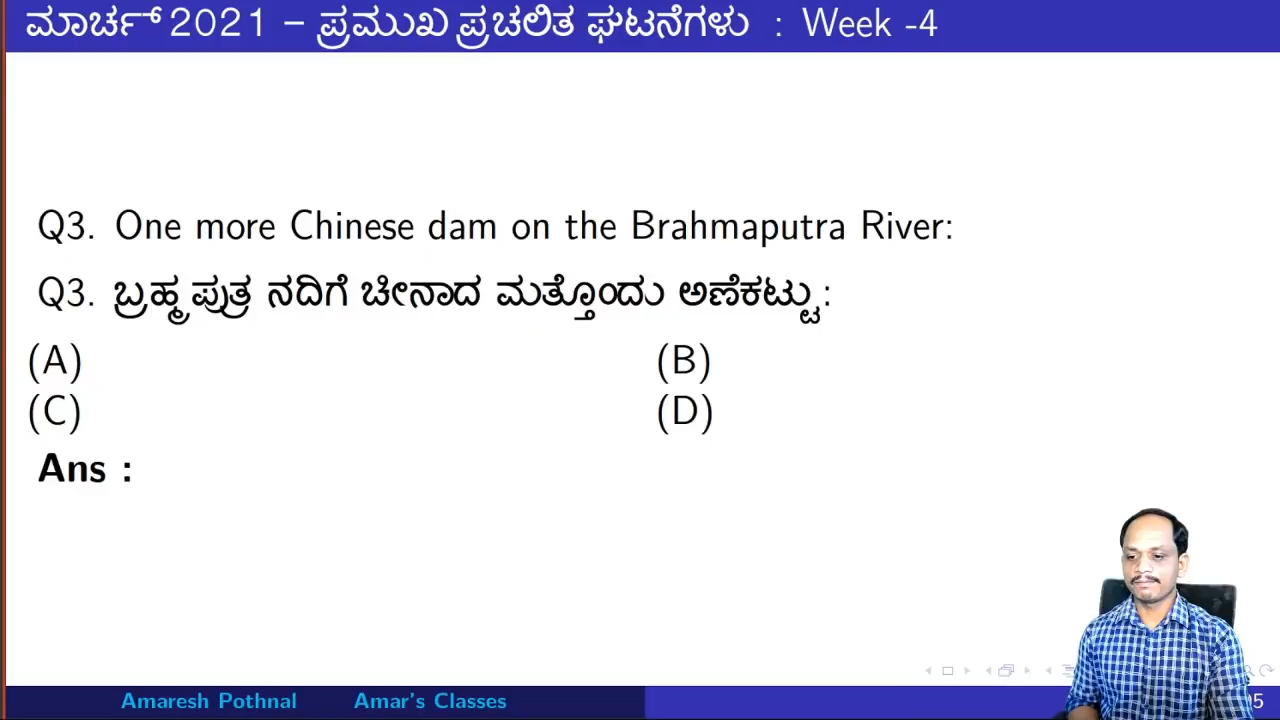 ಮಾರ್ಚ್ 2021 – ಪ್ರಮುಖ ಪ್ರಚಲಿತ ಘಟನೆಗಳು : Week -4
Q3. One more Chinese dam on the Brahmaputra River:
Q3. ಬ್ರಹ್ಮಪುತ್ರ ನದಿಗೆ ಚೀನಾದ ಮತ್ತೊಂದು ಅಣೆಕಟ್ಟು:
(A) (B)
(C) (D)
Ans :
Amaresh Pothnal Amar's Classes